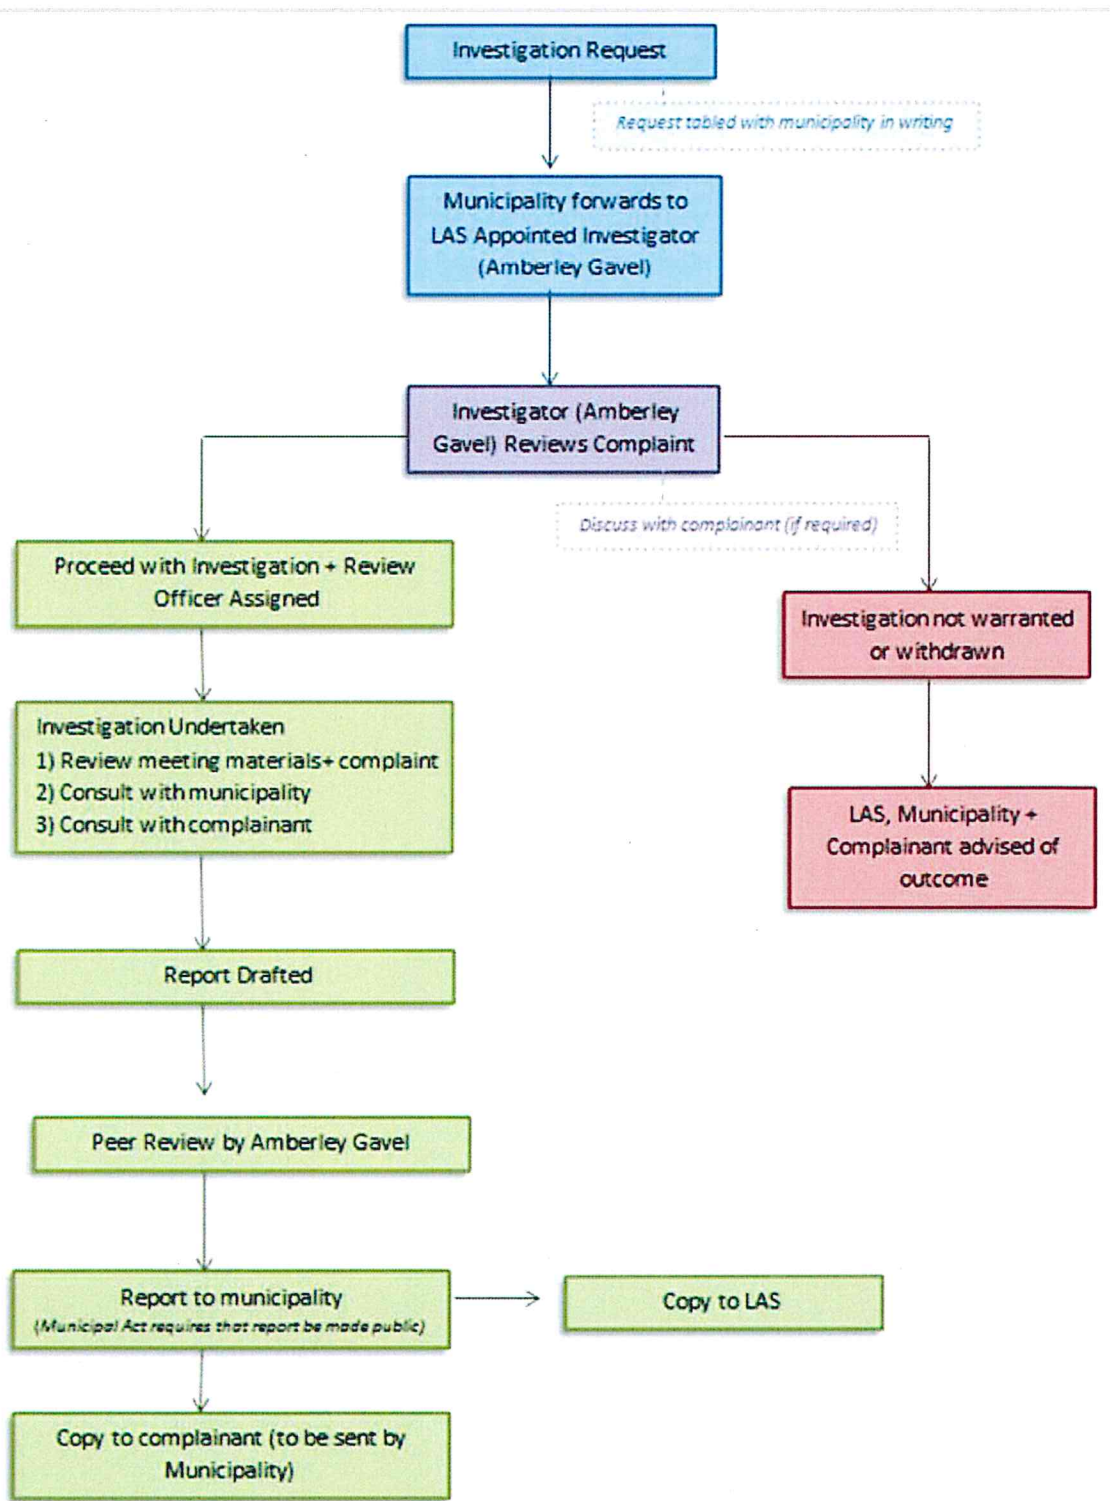 Investigation Request
Request tabled with municipality in writing
Municipality forwards to
LAS Appointed Investigator
(Amberley Gavel)
Investigator (Amberley
Gavel) Reviews Complaint
Discuss with complainant (if required)
Proceed with Investigation + Review
Officer Assigned
Investigation not warranted
or withdrawn
Investigation Undertaken
1) Review meeting materials+ complaint
2) Consult with municipality
3) Consult with complainant
LAS, Municipality +
Complainant advised of
outcome
Report Drafted
Peer Review by Amberley Gavel
Report to municipality
(Municipal Act requires that report be made public)
Copy to LAS
Copy to complainant (to be sent by
Municipality)